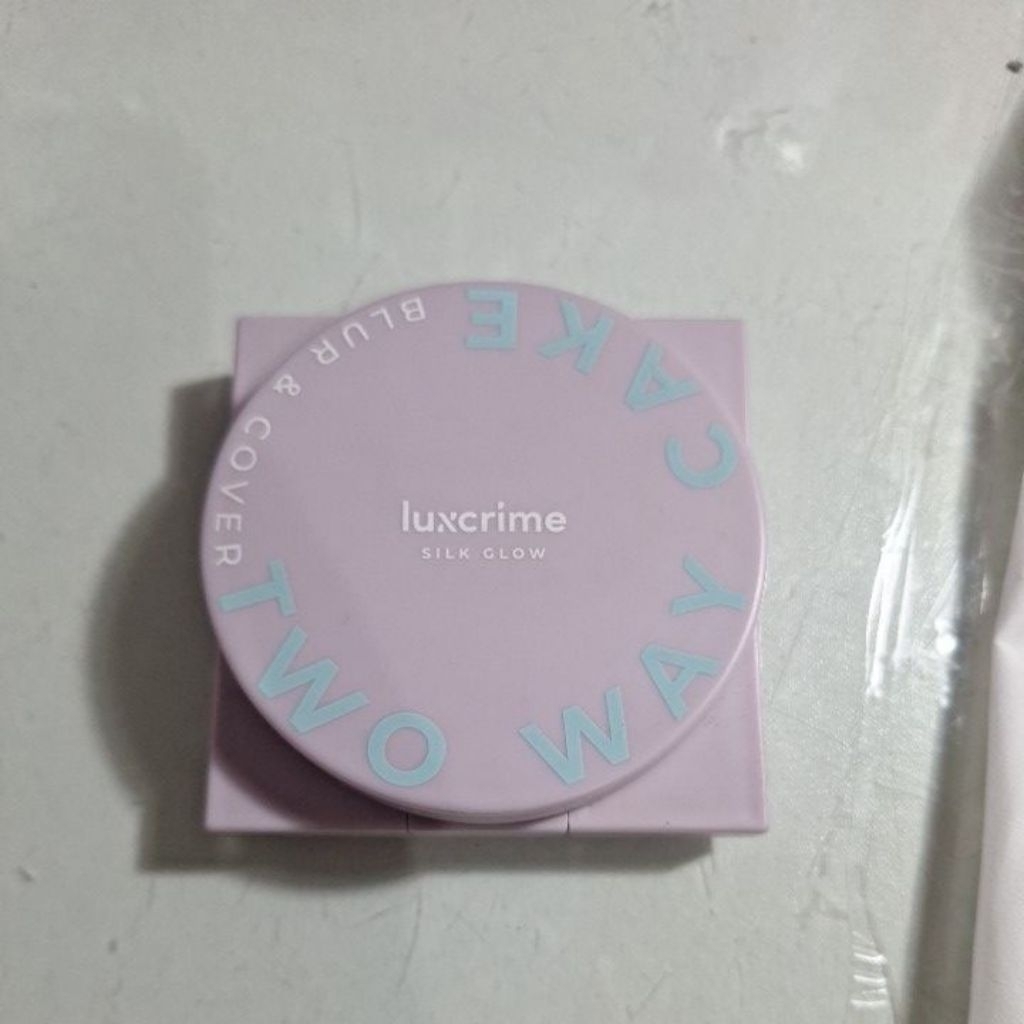 luxcrime
SILK GLOW
BLUR & COVER
TWO WAY CAKE